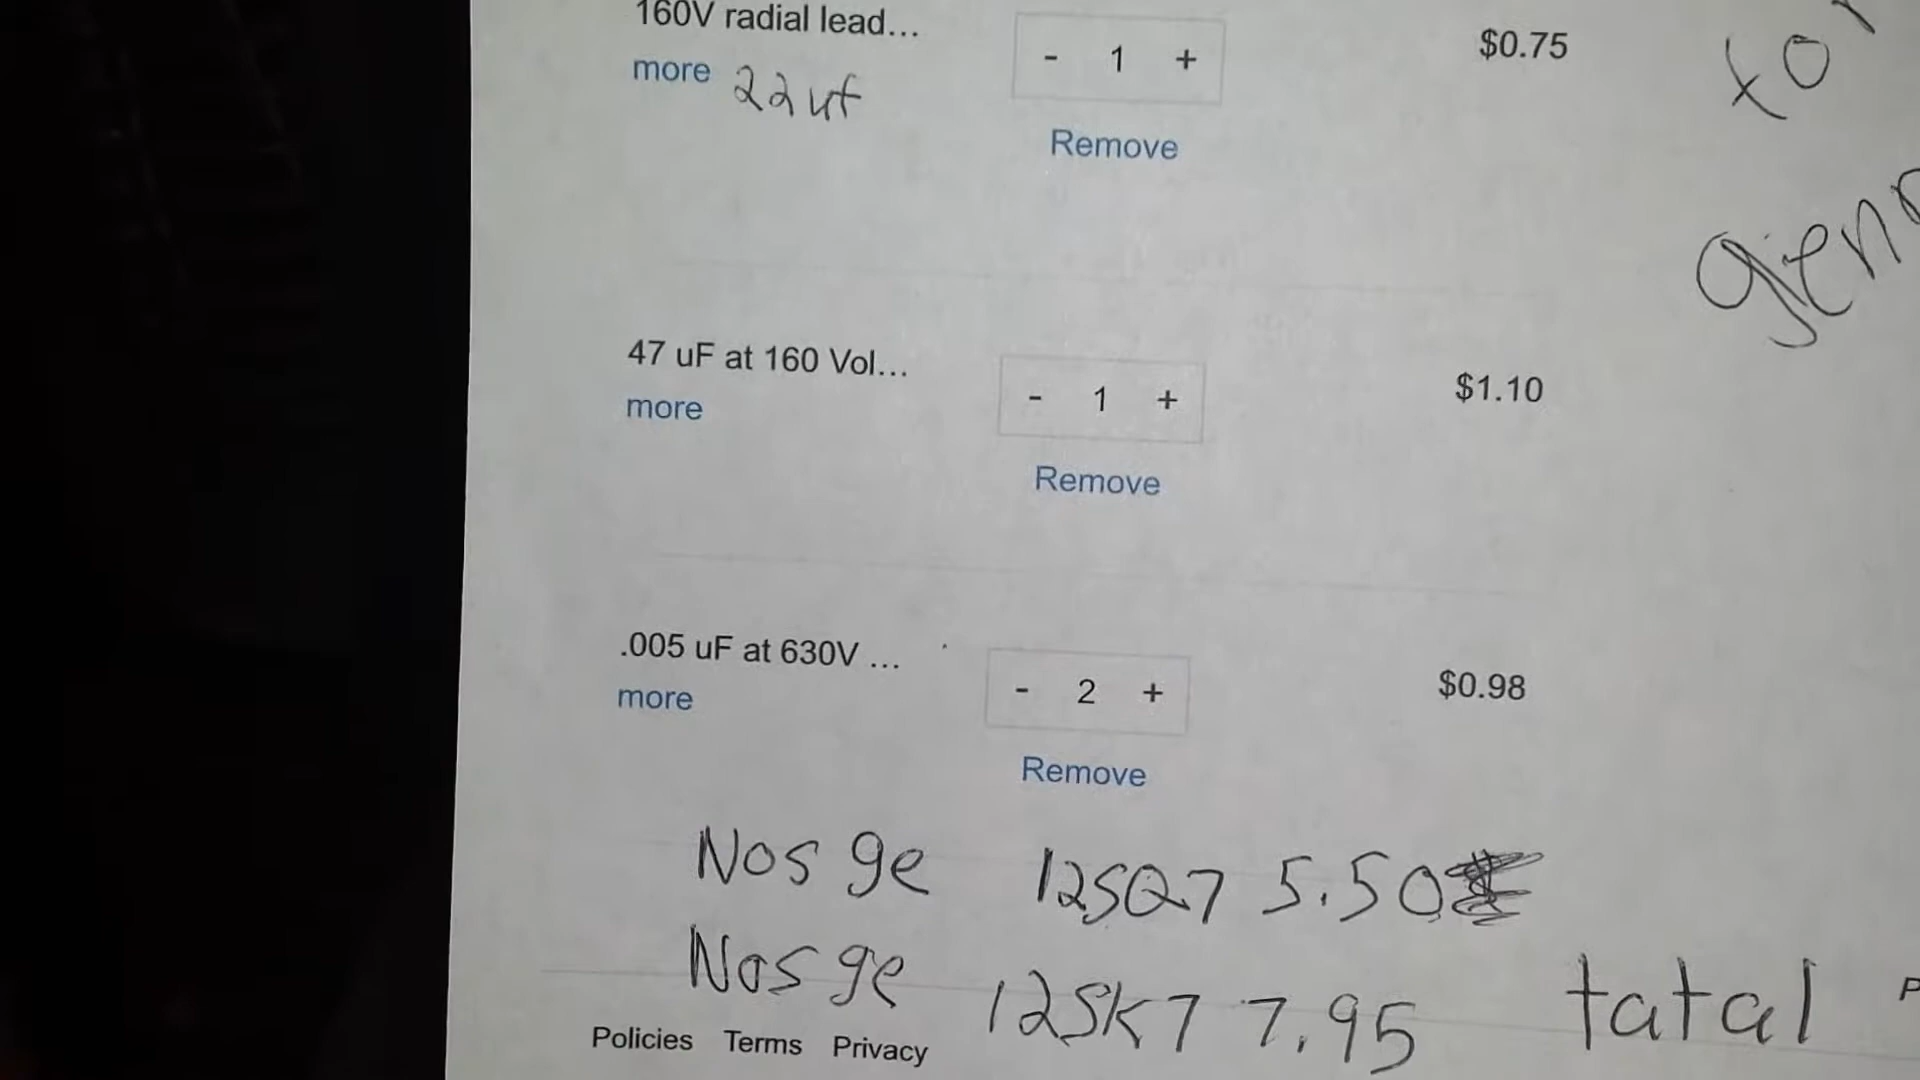 160V radial lead...
more 22 uf
- 1 +
$0.75
Remove
47 uF at 160 Vol...
more
- 1 +
$1.10
Remove
.005 uF at 630V ...
more
- 2 +
$0.98
Remove
Nos ge 12SQ7 5.50
Nos ge 12SK7 7.95
tatal
Policies Terms Privacy